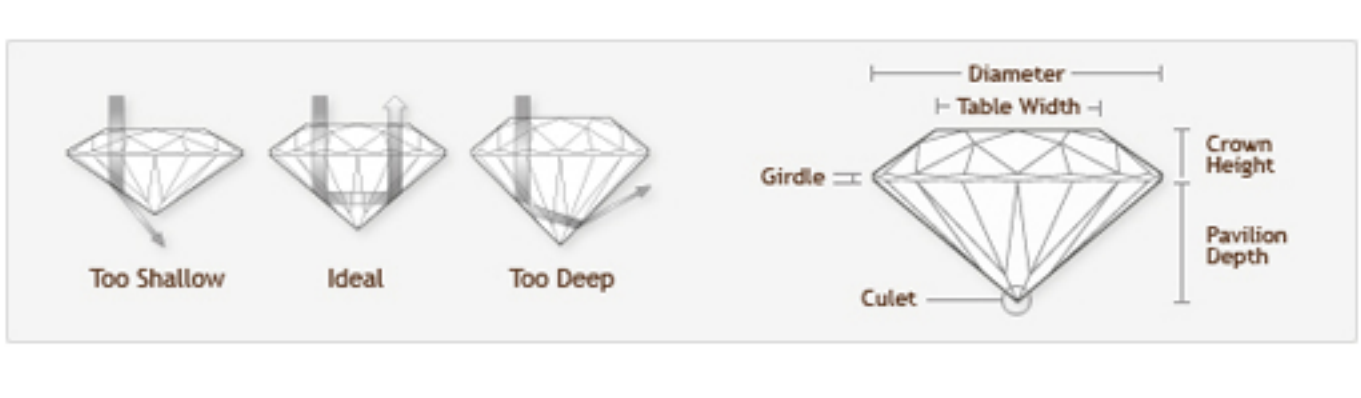 Too Shallow
Ideal
Too Deep
Diameter
Table Width
Girdle
Crown
Height
Pavilion
Depth
Culet